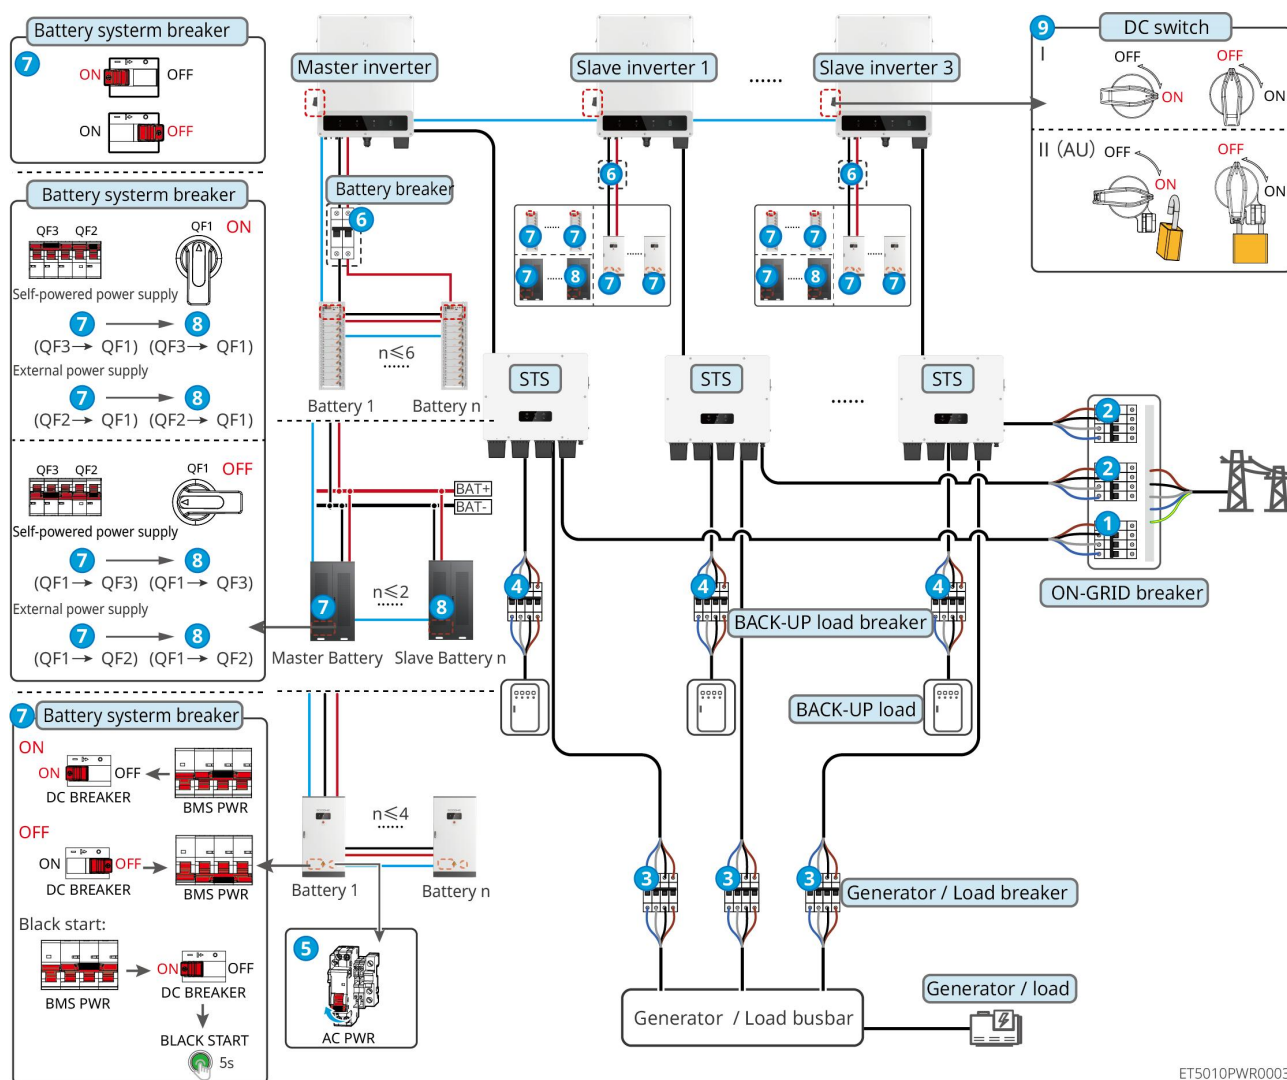 Battery systerm breaker
7
ON
OFF
ON
OFF
Battery systerm breaker
QF3
QF2
QF1
ON
Self-powered power supply
7
8
(QF3→ QF1)
(QF3→ QF1)
External power supply
7
8
(QF2→ QF1)
(QF2→ QF1)
QF3
QF2
QF1
OFF
Self-powered power supply
7
8
(QF1→ QF3)
(QF1→ QF3)
External power supply
7
8
(QF1→ QF2)
(QF1→ QF2)
7
Battery systerm breaker
ON
ON
OFF
DC BREAKER
BMS PWR
OFF
ON
OFF
DC BREAKER
BMS PWR
Black start:
ON
OFF
BMS PWR
DC BREAKER
BLACK START
5s
Master inverter
Slave inverter 1
......
Slave inverter 3
Battery breaker
6
6
6
7
......
7
7
......
8
7
......
7
7
......
7
7
......
8
7
......
7
n≤6
......
Battery 1
Battery n
BAT+
BAT-
n≤2
......
7
8
Master Battery
Slave Battery n
n≤4
......
Battery 1
Battery n
5
AC PWR
STS
STS
......
STS
4
4
4
BACK-UP load breaker
BACK-UP load
3
3
3
Generator / Load breaker
Generator / Load busbar
Generator / load
9
DC switch
I
OFF
ON
OFF
ON
II (AU)
OFF
ON
OFF
ON
2
2
1
ON-GRID breaker
ET5010PWR0003